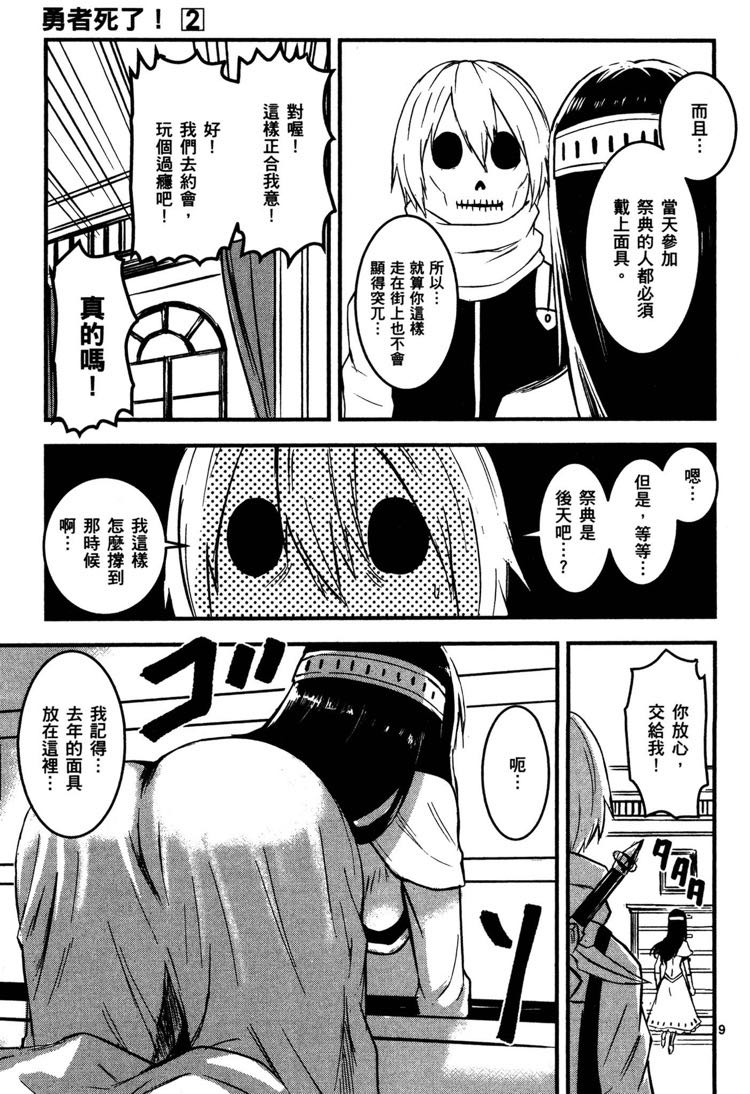 勇者死了！ 2
而且…
當天參加
祭典的人都必須
戴上面具。
所以…
就算你這樣
走在街上也不會
顯得突兀…
對喔！
這樣正合我意！
好！
我們去約會，
玩個過癮吧！
真的嗎！
嗯…
但是，等等…
祭典是
後天吧…?
我這樣
怎麼撐到
那時候
啊…
你放心，
交給我！
タタタ
呃…
ゴソ
我記得…
去年的面具
放在這裡…
9